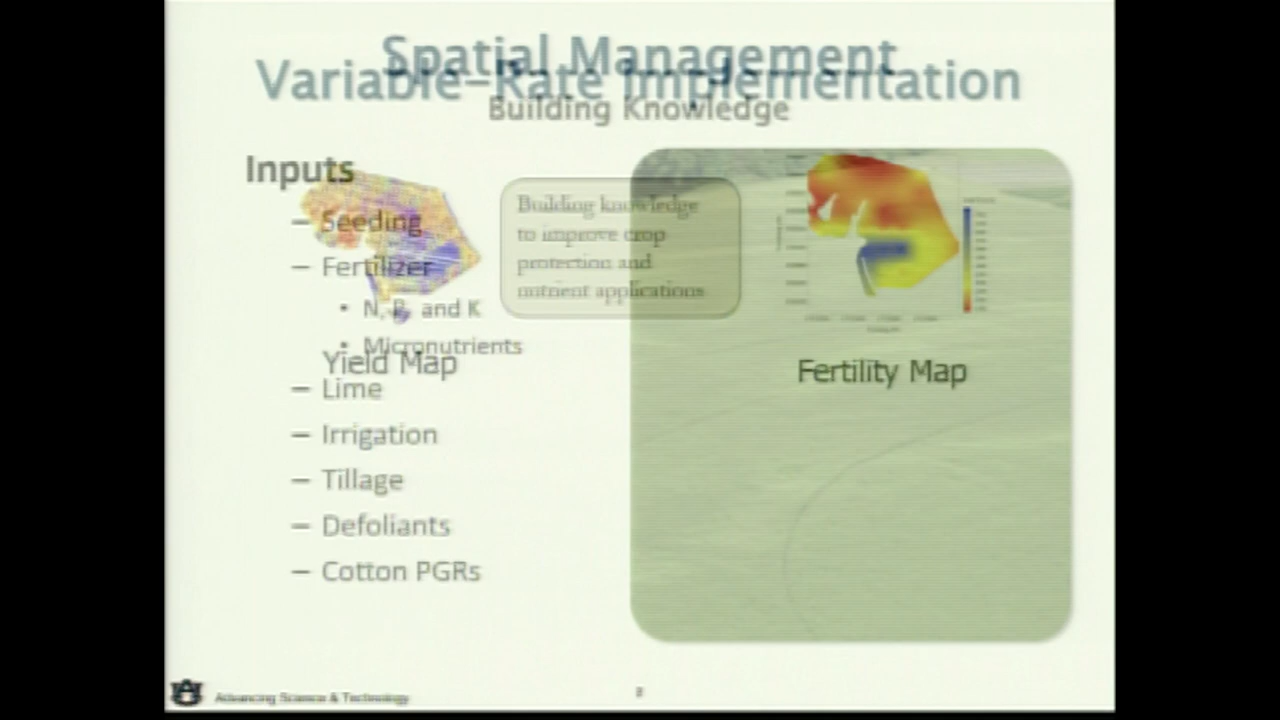 Spatial Management
Variable-Rate Implementation
Building Knowledge
Inputs
– Seeding
– Fertilizer
• N, P, and K
• Micronutrients
– Lime
– Irrigation
– Tillage
– Defoliants
– Cotton PGRs
Yield Map
Building knowledge
to improve crop
protection and
nutrient applications
Fertility Map
Advancing Science & Technology